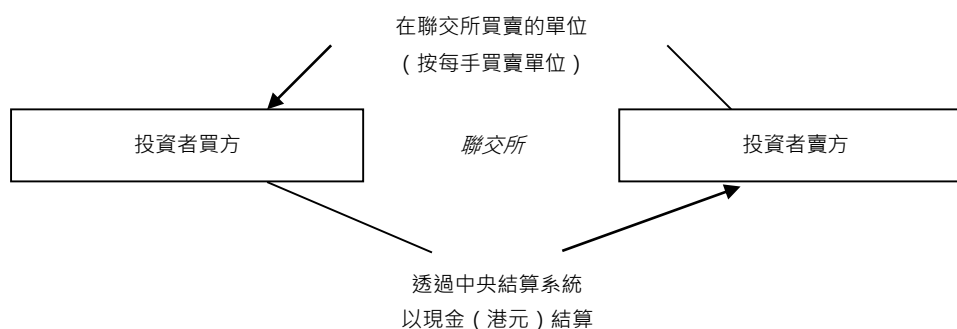 在聯交所買賣的單位
（按每手買賣單位）
投資者買方
聯交所
投資者賣方
透過中央結算系統
以現金（港元）結算